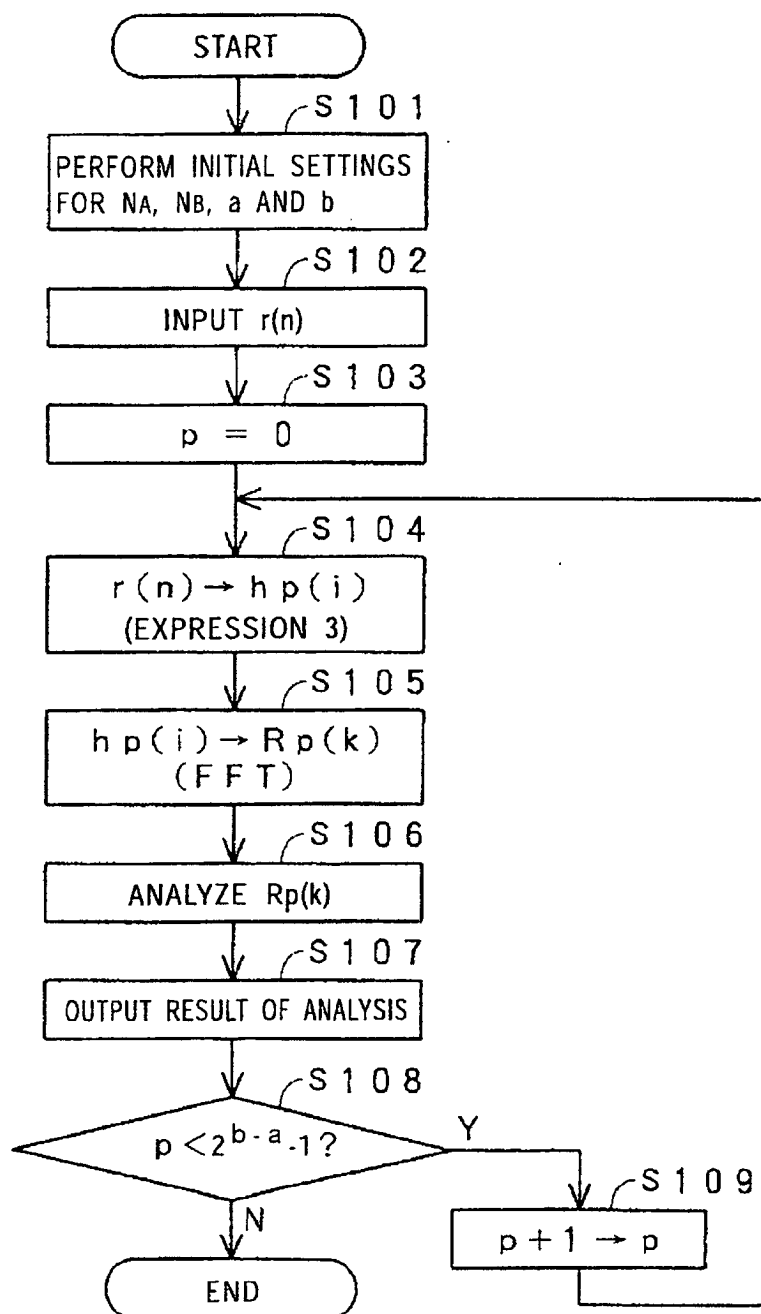 START
S101
PERFORM INITIAL SETTINGS
FOR NA, NB, a AND b
S102
INPUT r(n)
S103
p = 0
S104
r(n)→hp(i)
(EXPRESSION 3)
S105
hp(i)→Rp(k)
(FFT)
S106
ANALYZE Rp(k)
S107
OUTPUT RESULT OF ANALYSIS
S108
p<2^b-a-1?
Y
S109
p+1→p
N
END